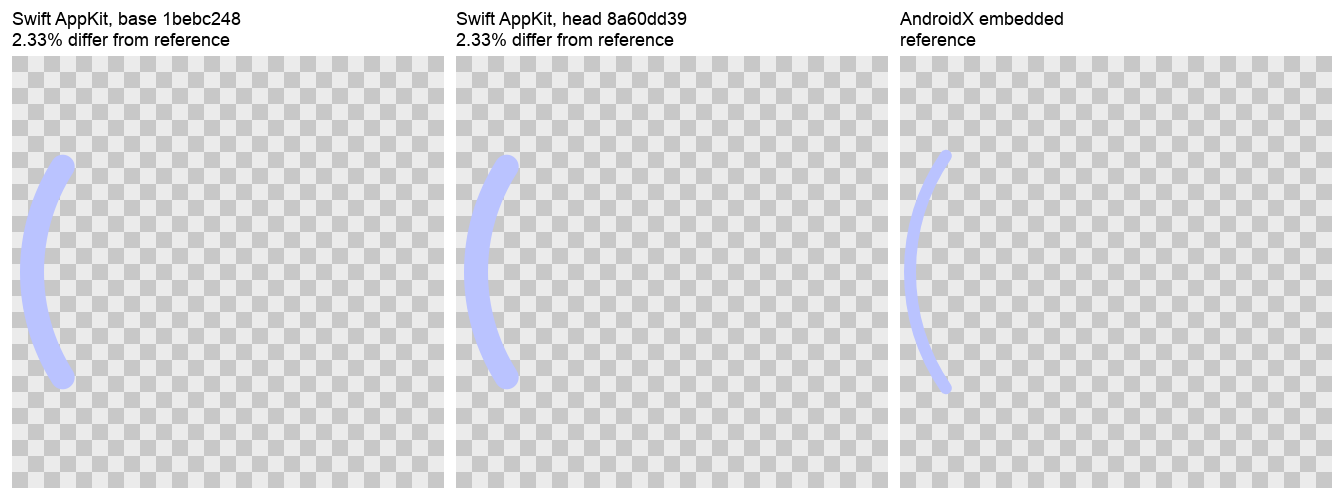 Swift AppKit, base 1bebc248
2.33% differ from reference
Swift AppKit, head 8a60dd39
2.33% differ from reference
AndroidX embedded
reference